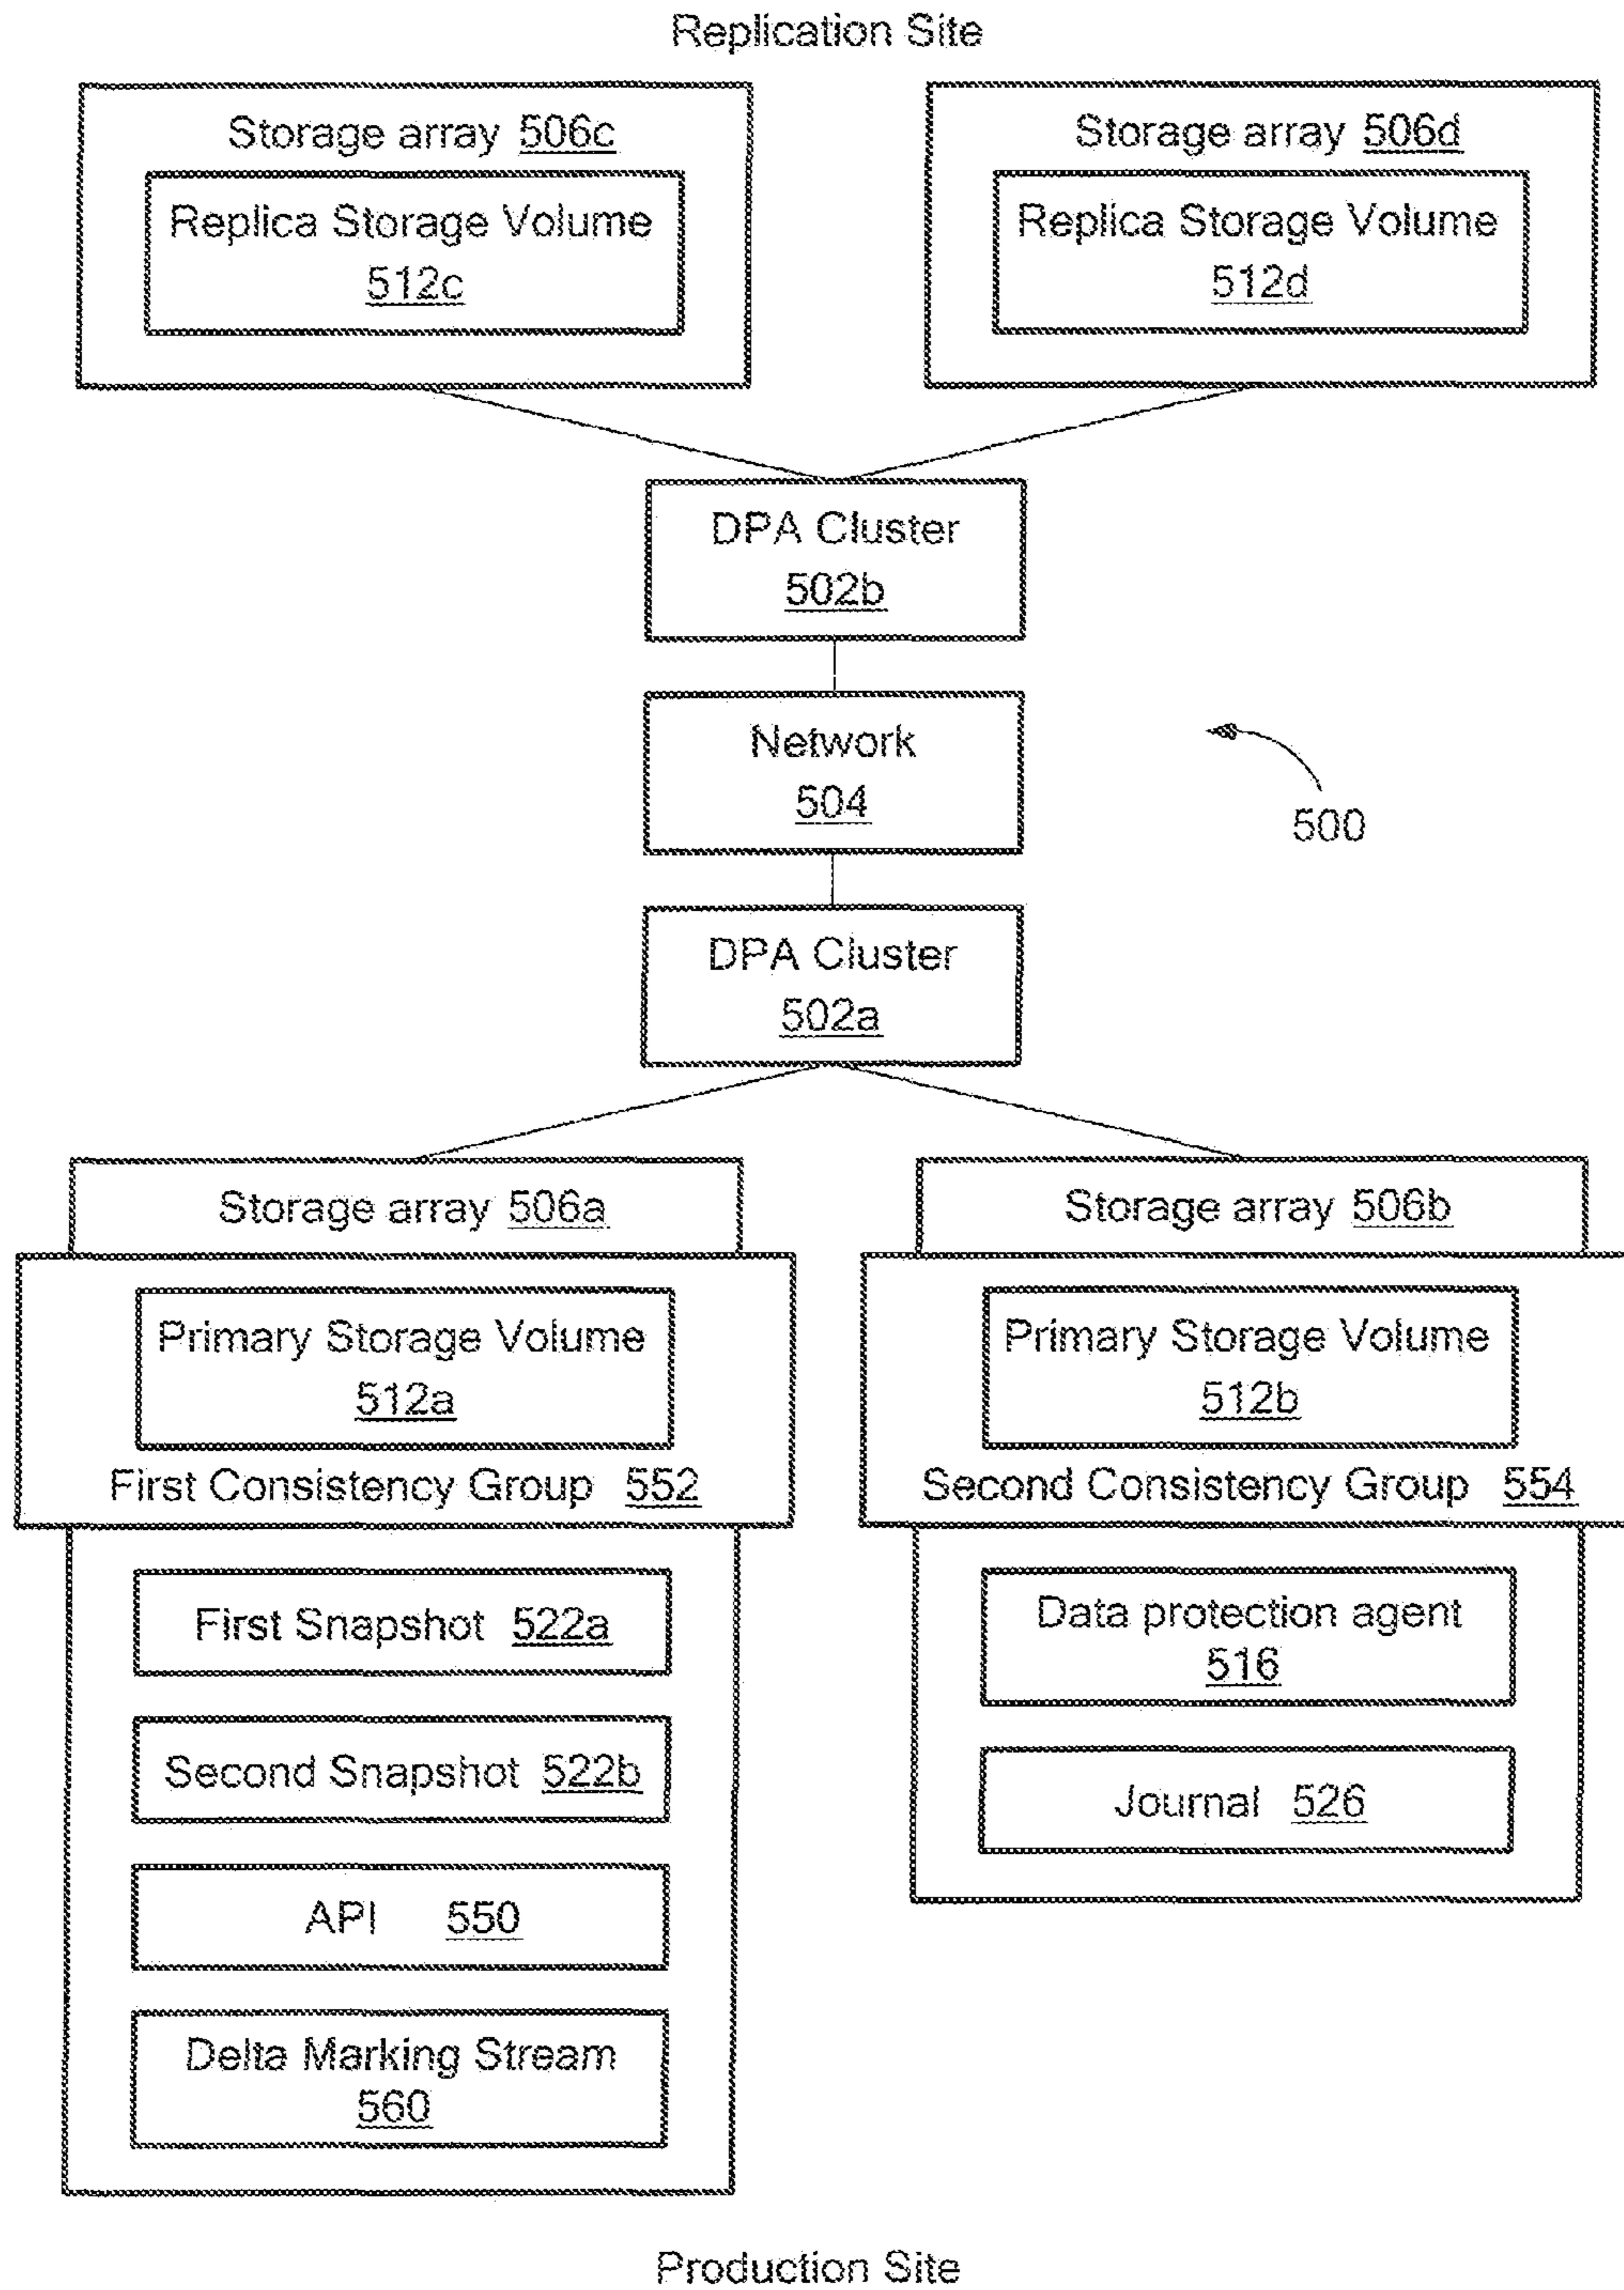 Replication Site
Storage array 506c
Replica Storage Volume
512c
Storage array 506d
Replica Storage Volume
512d
DPA Cluster
502b
Network
504
500
DPA Cluster
502a
Storage array 506a
Primary Storage Volume
512a
First Consistency Group 552
First Snapshot 522a
Second Snapshot 522b
API 550
Delta Marking Stream
560
Storage array 506b
Primary Storage Volume
512b
Second Consistency Group 554
Data protection agent
516
Journal 526
Production Site